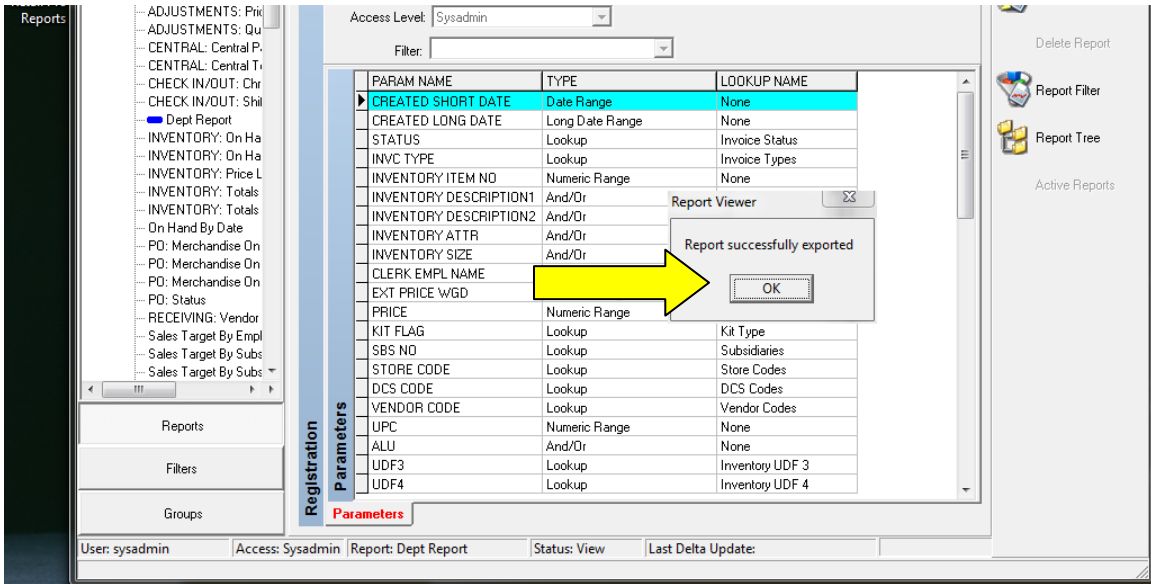 Reports
ADJUSTMENTS: Pric
ADJUSTMENTS: Qu
CENTRAL: Central P
CENTRAL: Central T
CHECK IN/OUT: Chr
CHECK IN/OUT: Shi
Dept Report
INVENTORY: On Ha
INVENTORY: On Ha
INVENTORY: Price L
INVENTORY: Totals
INVENTORY: Totals
On Hand By Date
PO: Merchandise On
PO: Merchandise On
PO: Merchandise On
PO: Status
RECEIVING: Vendor
Sales Target By Empl
Sales Target By Subs
Sales Target By Subs
Reports
Filters
Groups
Registration
Parameters
Access Level: Sysadmin
Filter:
PARAM NAME TYPE LOOKUP NAME
CREATED SHORT DATE Date Range None
CREATED LONG DATE Long Date Range None
STATUS Lookup Invoice Status
INVC TYPE Lookup Invoice Types
INVENTORY ITEM NO Numeric Range None
INVENTORY DESCRIPTION1 And/Or
INVENTORY DESCRIPTION2 And/Or
INVENTORY ATTR And/Or
INVENTORY SIZE And/Or
CLERK EMPL NAME
EXT PRICE WGD
PRICE Numeric Range
KIT FLAG Lookup Kit Type
SBS NO Lookup Subsidiaries
STORE CODE Lookup Store Codes
DCS CODE Lookup DCS Codes
VENDOR CODE Lookup Vendor Codes
UPC Numeric Range None
ALU And/Or None
UDF3 Lookup Inventory UDF 3
UDF4 Lookup Inventory UDF 4
Parameters
Report Viewer
Report successfully exported
OK
Delete Report
Report Filter
Report Tree
Active Reports
User: sysadmin Access: Sysadmin Report: Dept Report Status: View Last Delta Update: